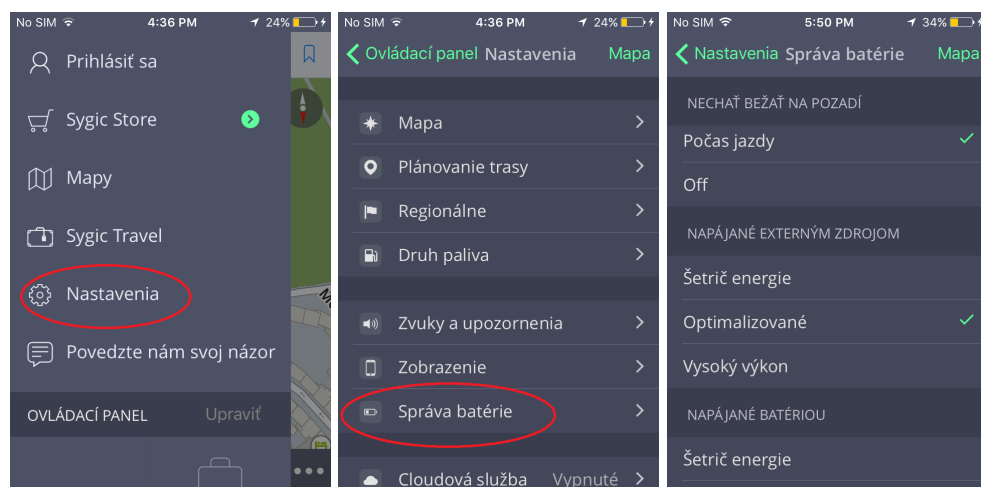 No SIM 4:36 PM 24%
Prihlásiť sa
Sygic Store
Mapy
Sygic Travel
Nastavenia
Povedzte nám svoj názor
OVLÁDACÍ PANEL Upraviť
No SIM 4:36 PM 24%
Ovládací panel Nastavenia Mapa
Mapa
Plánovanie trasy
Regionálne
Druh paliva
Zvuky a upozornenia
Zobrazenie
Správa batérie
Cloudová služba Vypnuté
No SIM 5:50 PM 34%
Nastavenia Správa batérie Mapa
NECHAŤ BEŽAŤ NA POZADÍ
Počas jazdy
Off
NAPÁJANÉ EXTERNÝM ZDROJOM
Šetrič energie
Optimalizované
Vysoký výkon
NAPÁJANÉ BATÉRIOU
Šetrič energie